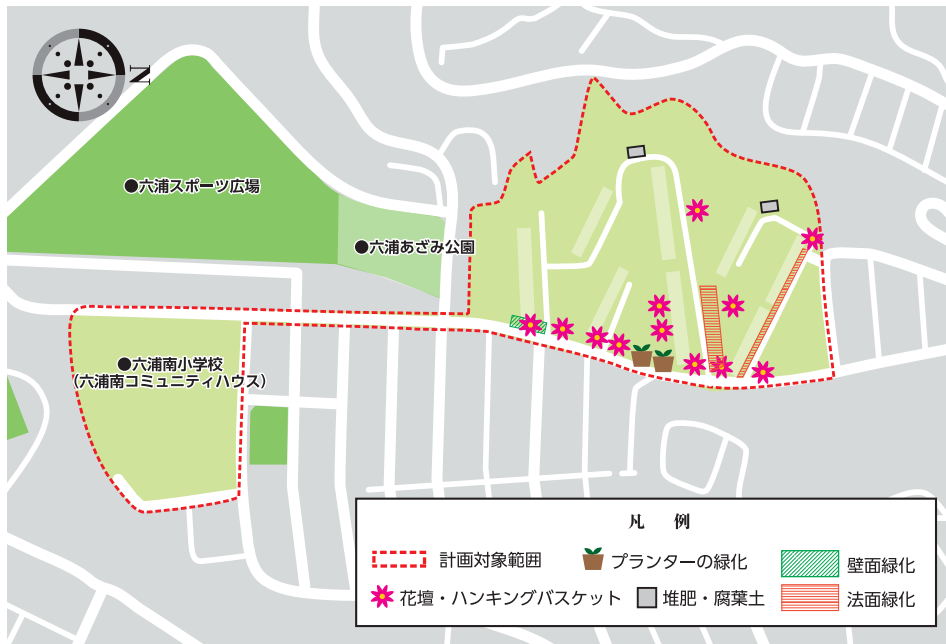 N
●六浦スポーツ広場
●六浦あざみ公園
●六浦南小学校
（六浦南コミュニティハウス）
凡　例
計画対象範囲
プランターの緑化
壁面緑化
花壇・ハンキングバスケット
堆肥・腐葉土
法面緑化